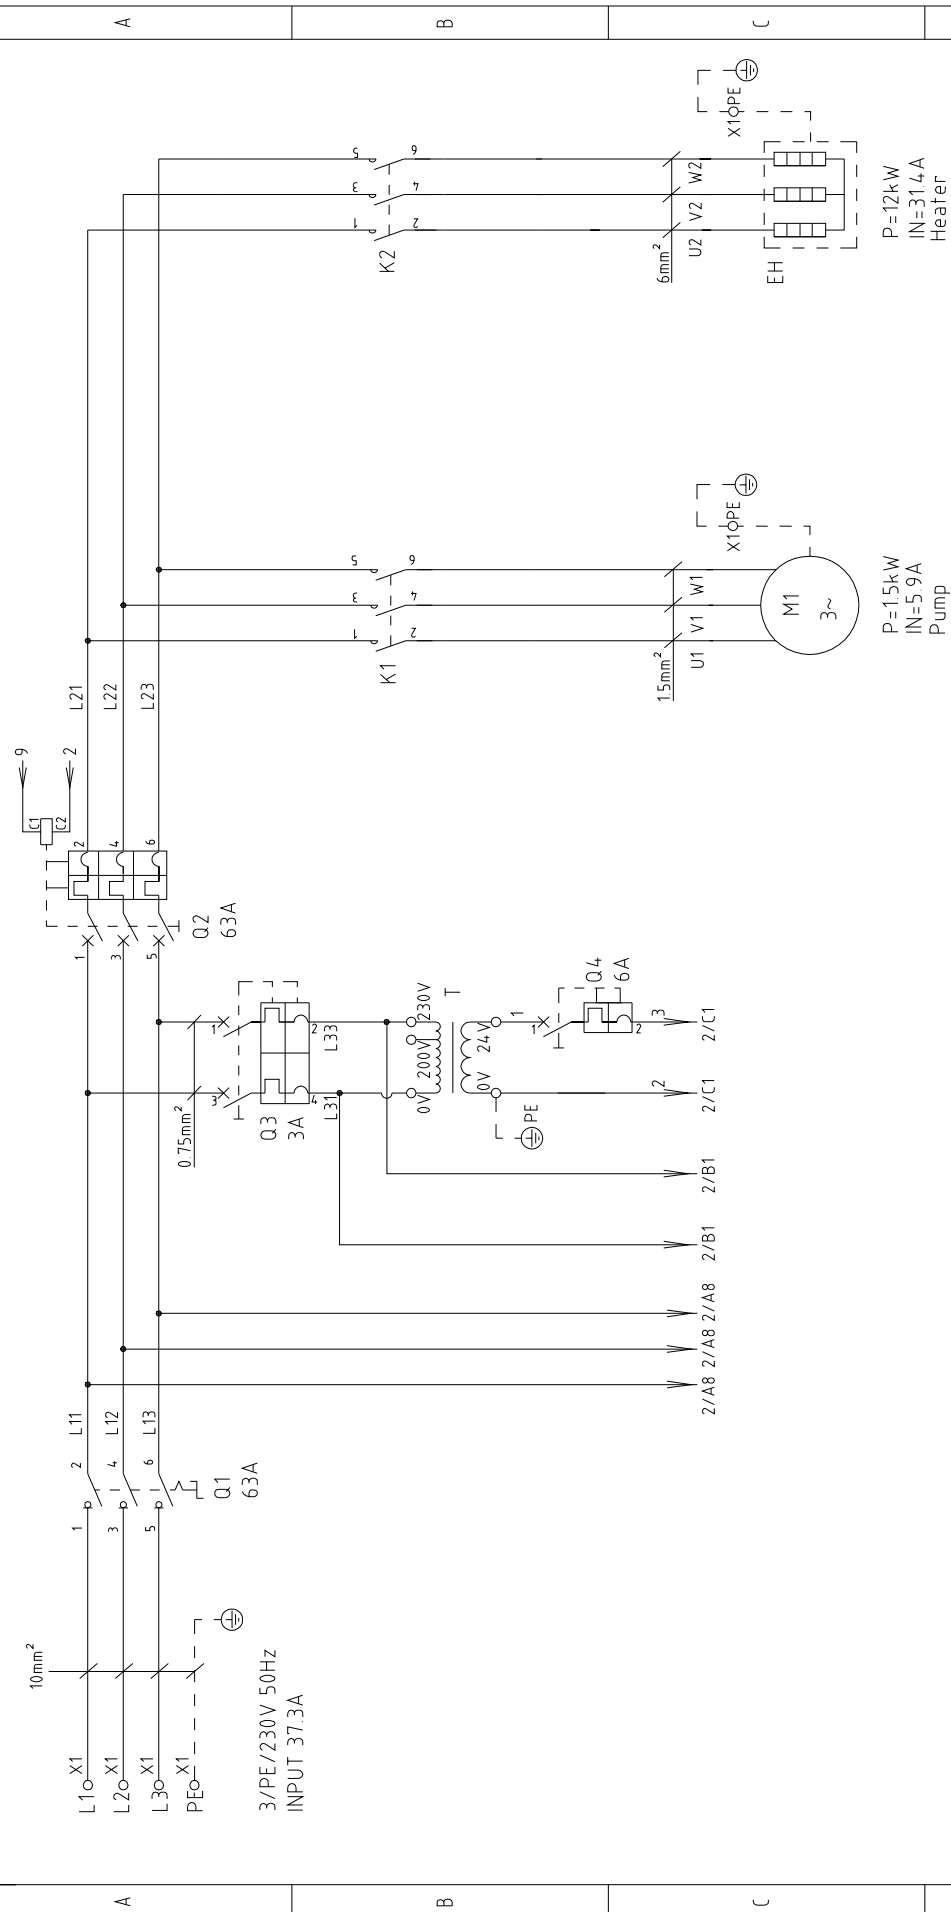 A
B
C
10mm²
L1 X1
L2 X1
L3 X1
PE X1
3/PE/230V 50Hz
INPUT 37.3A
1 2 L11
3 4 L12
5 6 L13
Q1
63A
2/A8 2/A8 2/A8
2/B1
2/B1
0.75mm²
3 1
Q3
3A
4 2
L31 L33
0V 200V 230V
T
0V 24V
PE
1
1
Q4
6A
2
2 3
2/C1
2/C1
1 2
3 4
5 6
Q2
63A
C1
C2
9
2
L21
L22
L23
1 3 5
K1
2 4 6
1.5mm²
U1 V1 W1
X1 PE
M1
3~
P=1.5kW
IN=5.9A
Pump
1 3 5
K2
2 4 6
6mm²
U2 V2 W2
X1 PE
EH
P=12kW
IN=31.4A
Heater
A
B
C